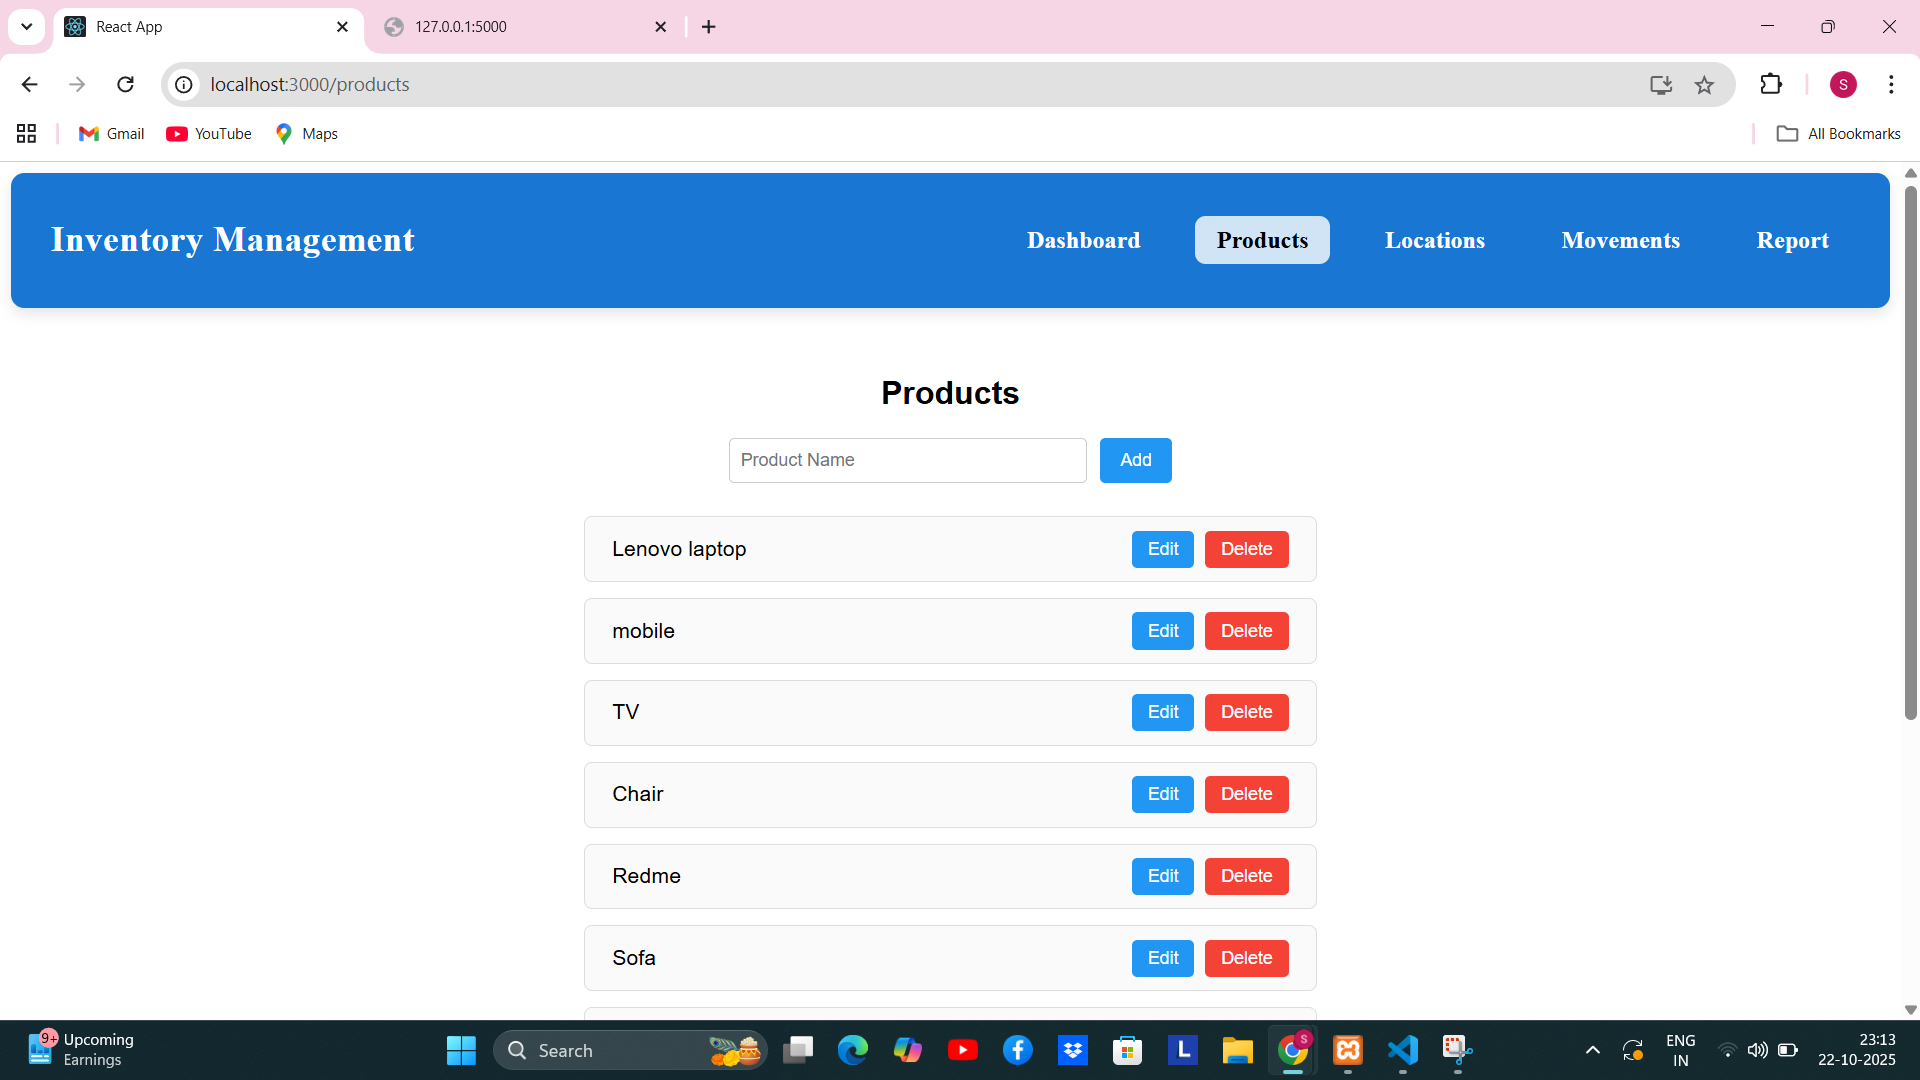 React App
127.0.0.1:5000
localhost:3000/products
S
Gmail
YouTube
Maps
All Bookmarks
Inventory Management
Dashboard
Products
Locations
Movements
Report
Products
Product Name
Add
Lenovo laptop
Edit
Delete
mobile
Edit
Delete
TV
Edit
Delete
Chair
Edit
Delete
Redme
Edit
Delete
Sofa
Edit
Delete
9+
Upcoming
Earnings
Search
L
S
ENG
IN
23:13
22-10-2025